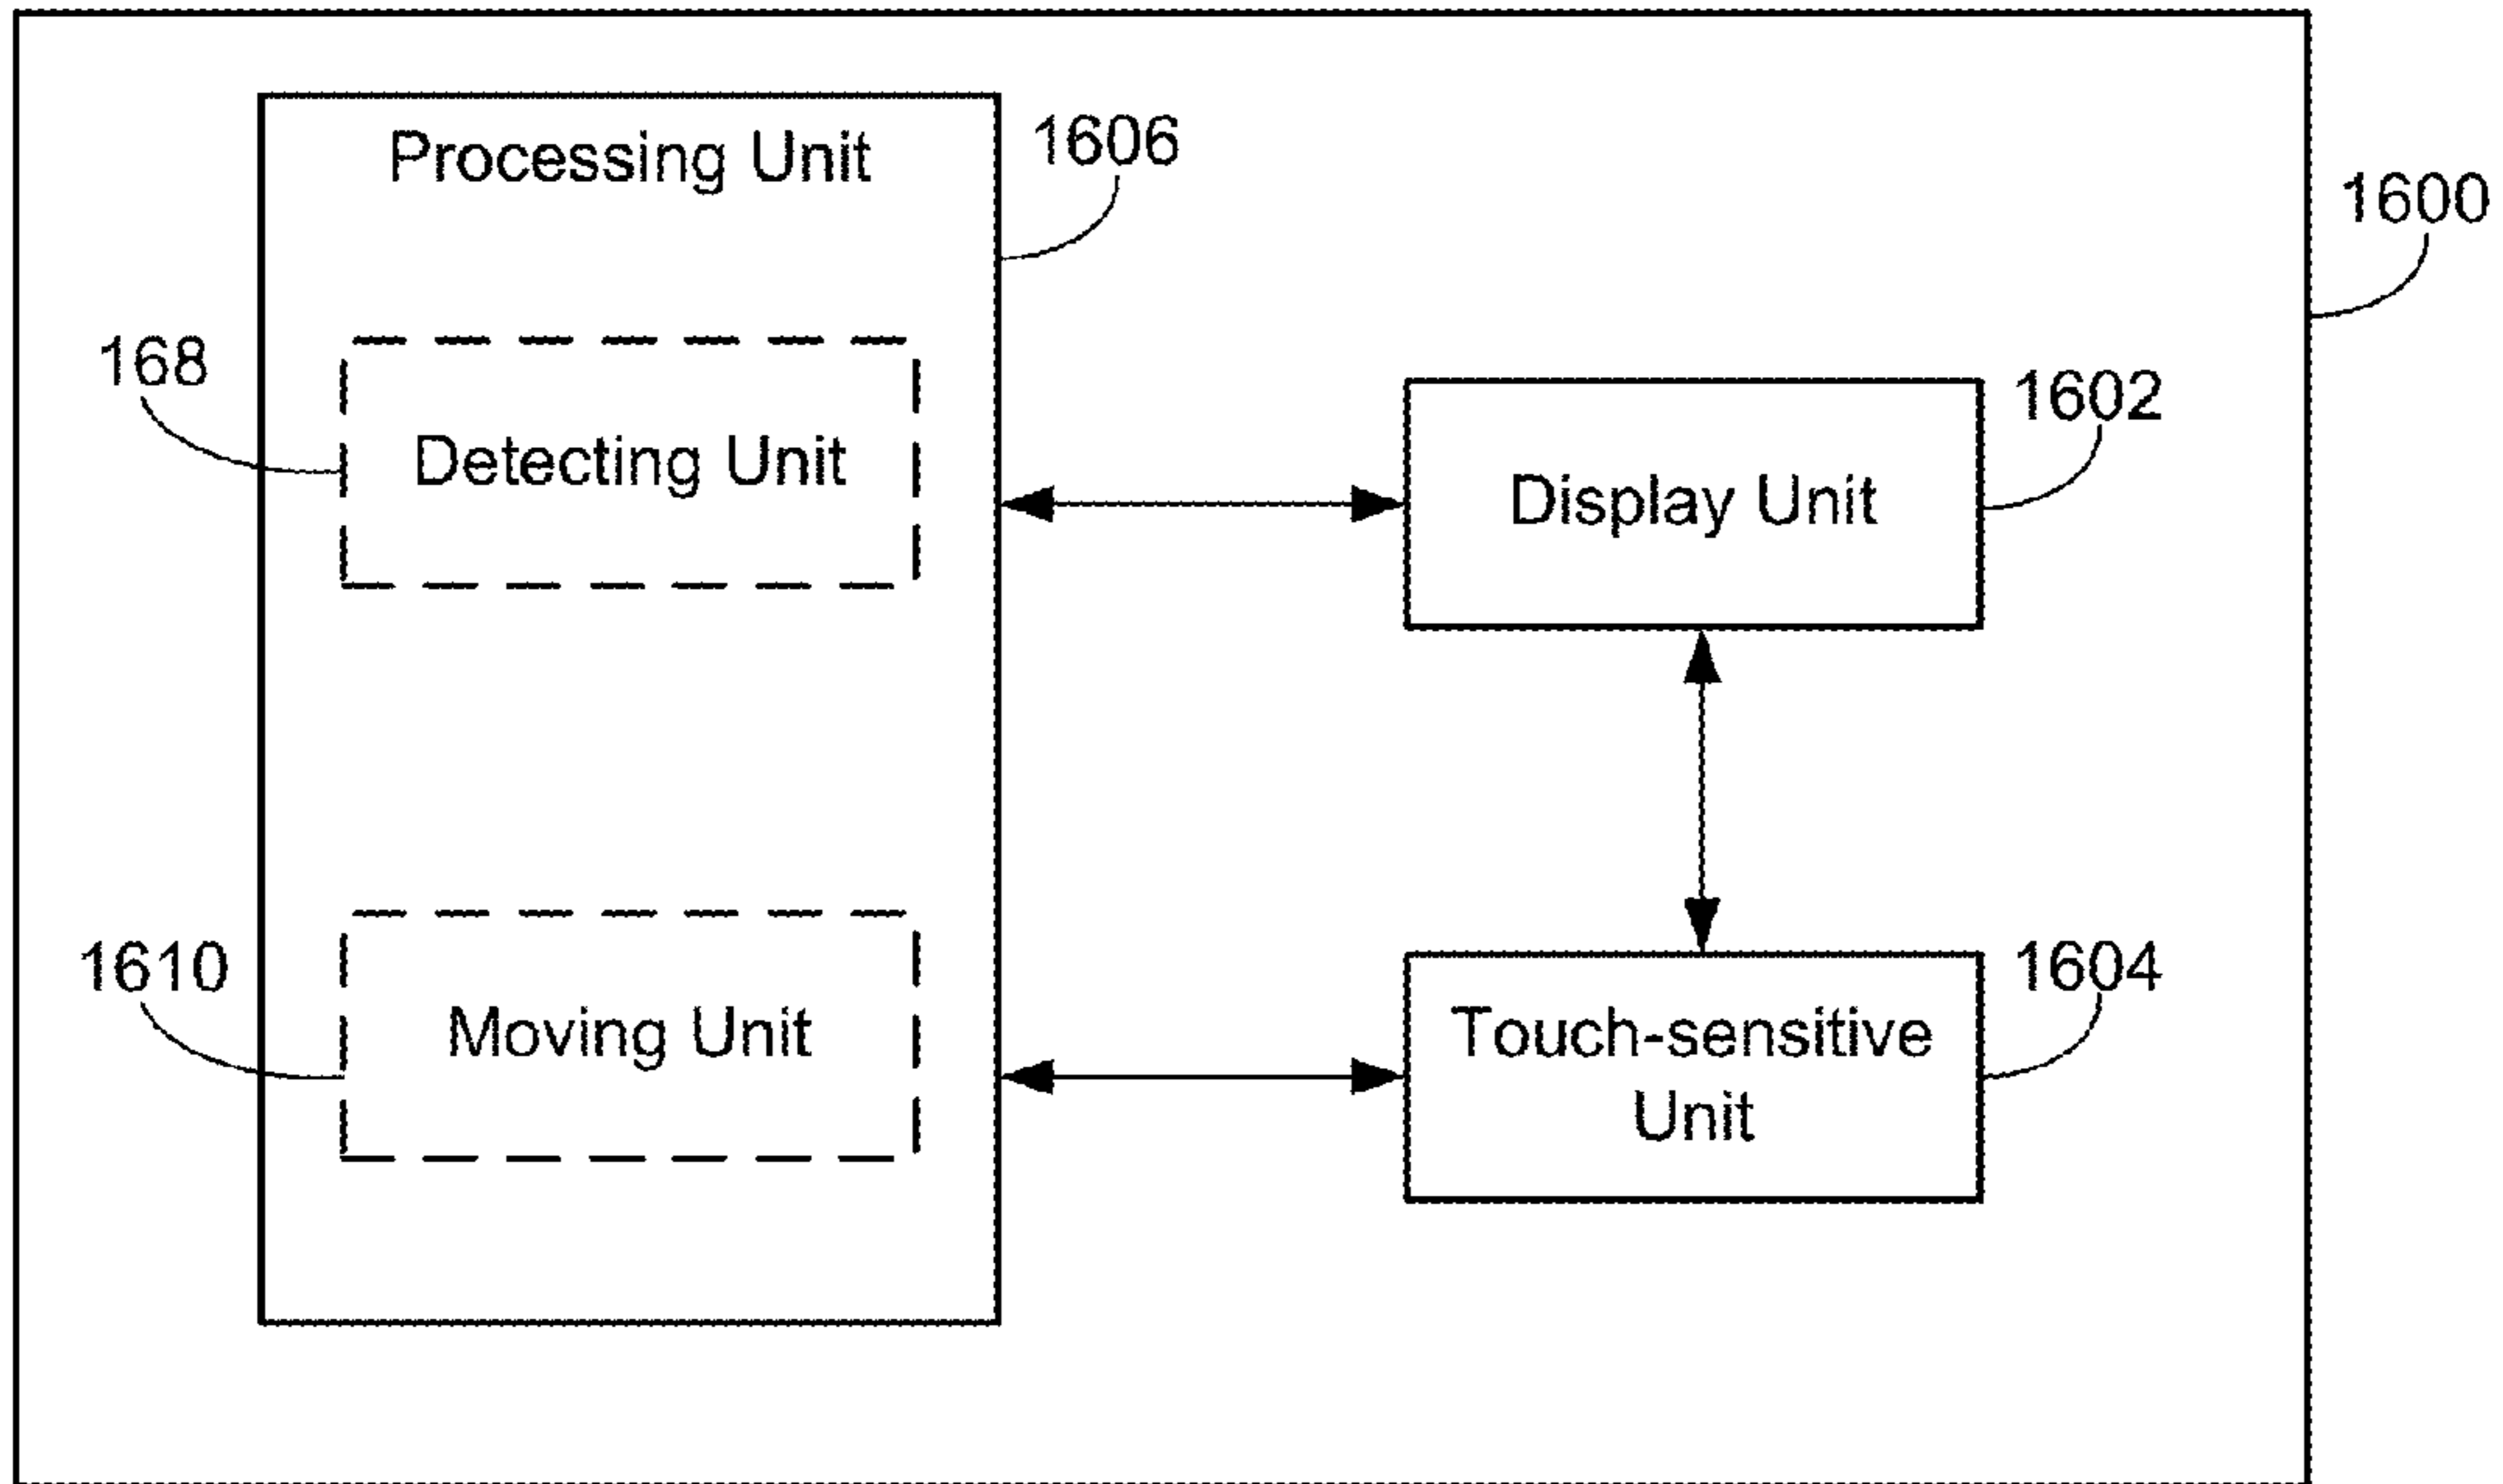 Processing Unit
1606
1600
168
Detecting Unit
1602
Display Unit
1610
Moving Unit
1604
Touch-sensitive
Unit